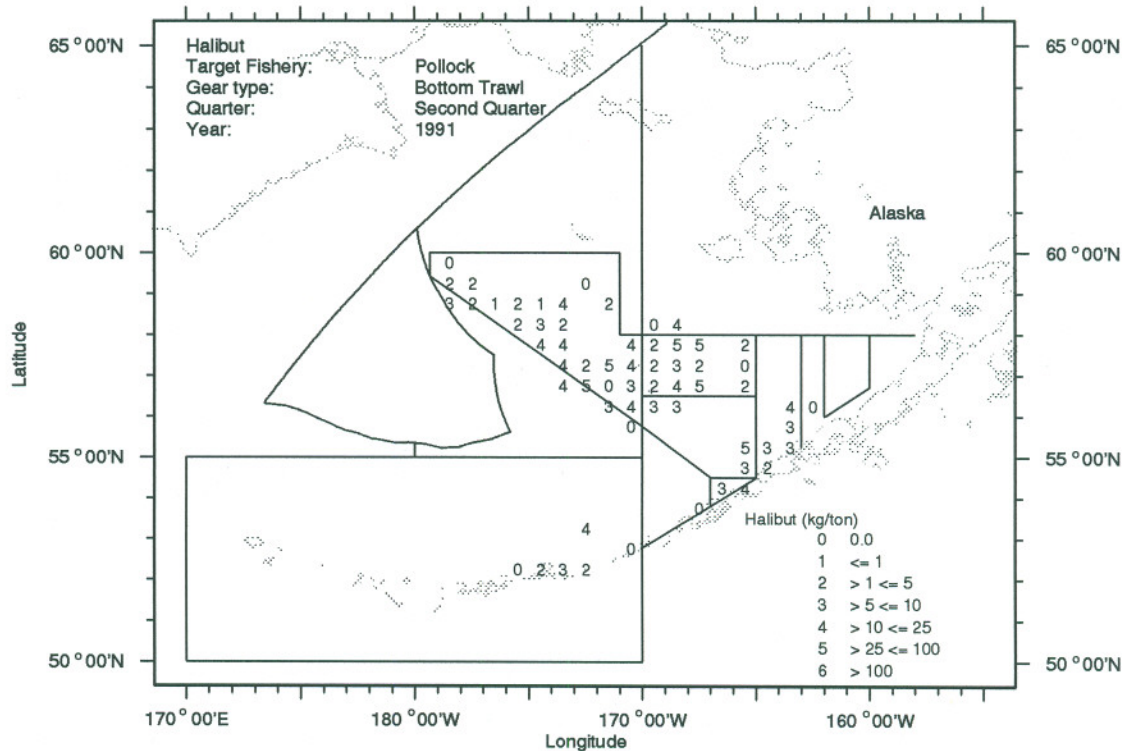 65 °00'N
Halibut
Target Fishery: Pollock
Gear type: Bottom Trawl
Quarter: Second Quarter
Year: 1991
65 °00'N
Alaska
60 °00'N
60 °00'N
0
2 2 0
3 2 1 2 1 4 2
2 3 2 0 4
4 4 4 2 5 5 2
4 2 5 4 2 3 2 0
4 5 0 3 2 4 5 2
3 4 3 3 4 0
0 3
5 3 3
55 °00'N
55 °00'N
3 2
3 4
0
4
0
0 2 3 2
Halibut (kg/ton)
0 0.0
1 <= 1
2 > 1 <= 5
3 > 5 <= 10
4 > 10 <= 25
5 > 25 <= 100
6 > 100
50 °00'N
50 °00'N
170 °00'E 180 °00'W 170 °00'W 160 °00'W
Latitude
Longitude